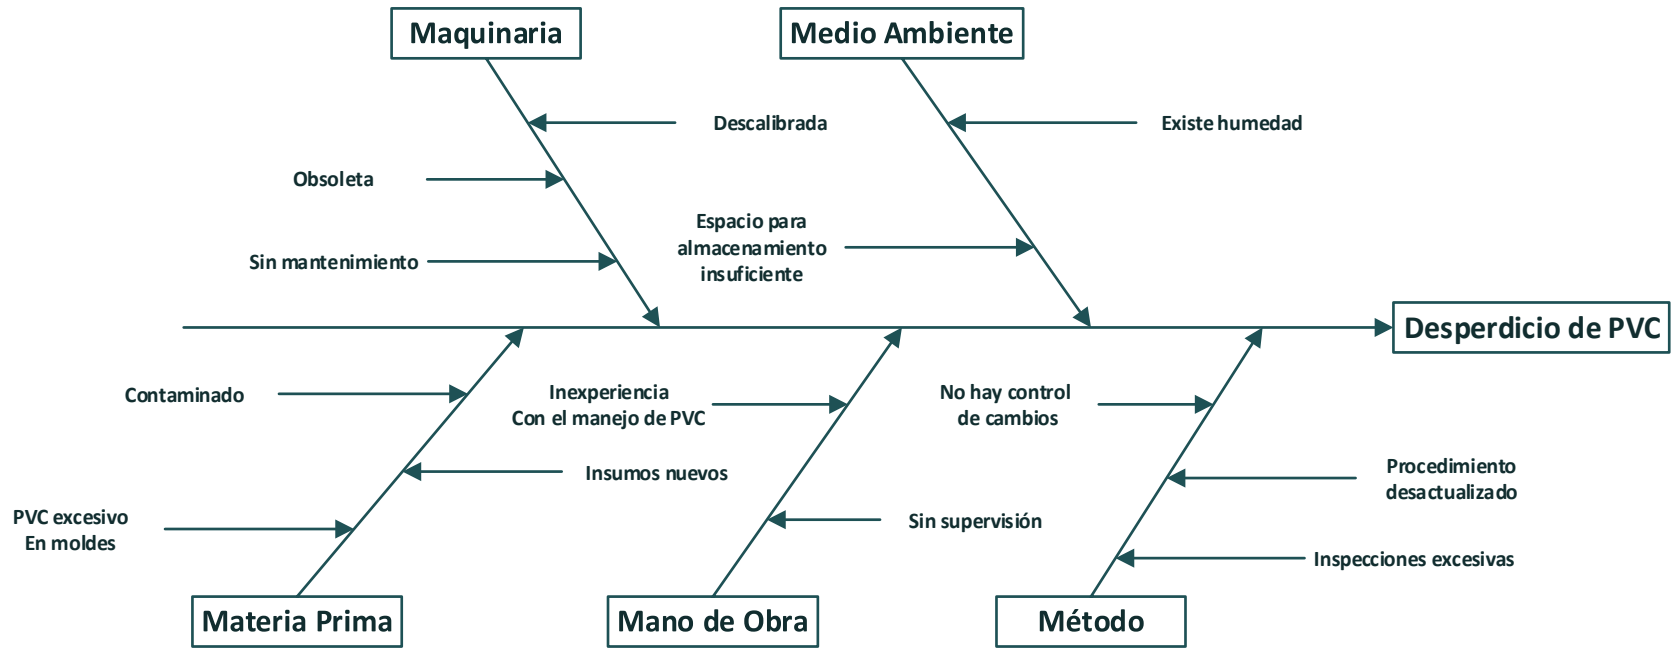 Maquinaria
Medio Ambiente
Descalibrada
Existe humedad
Obsoleta
Espacio para
almacenamiento
insuficiente
Sin mantenimiento
Desperdicio de PVC
Contaminado
Inexperiencia
Con el manejo de PVC
No hay control
de cambios
Insumos nuevos
Procedimiento
desactualizado
PVC excesivo
En moldes
Sin supervisión
Inspecciones excesivas
Materia Prima
Mano de Obra
Método